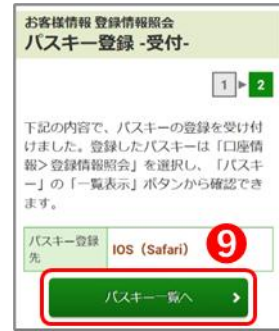 お客様情報 登録情報照会
パスキー登録 -受付-
1 ▶ 2
下記の内容で、パスキーの登録を受け付
けました。登録したパスキーは「口座情
報>登録情報照会」を選択し、「パスキ
ー」の「一覧表示」ボタンから確認でき
ます。
パスキー登録
先
IOS（Safari）
9
パスキー一覧へ